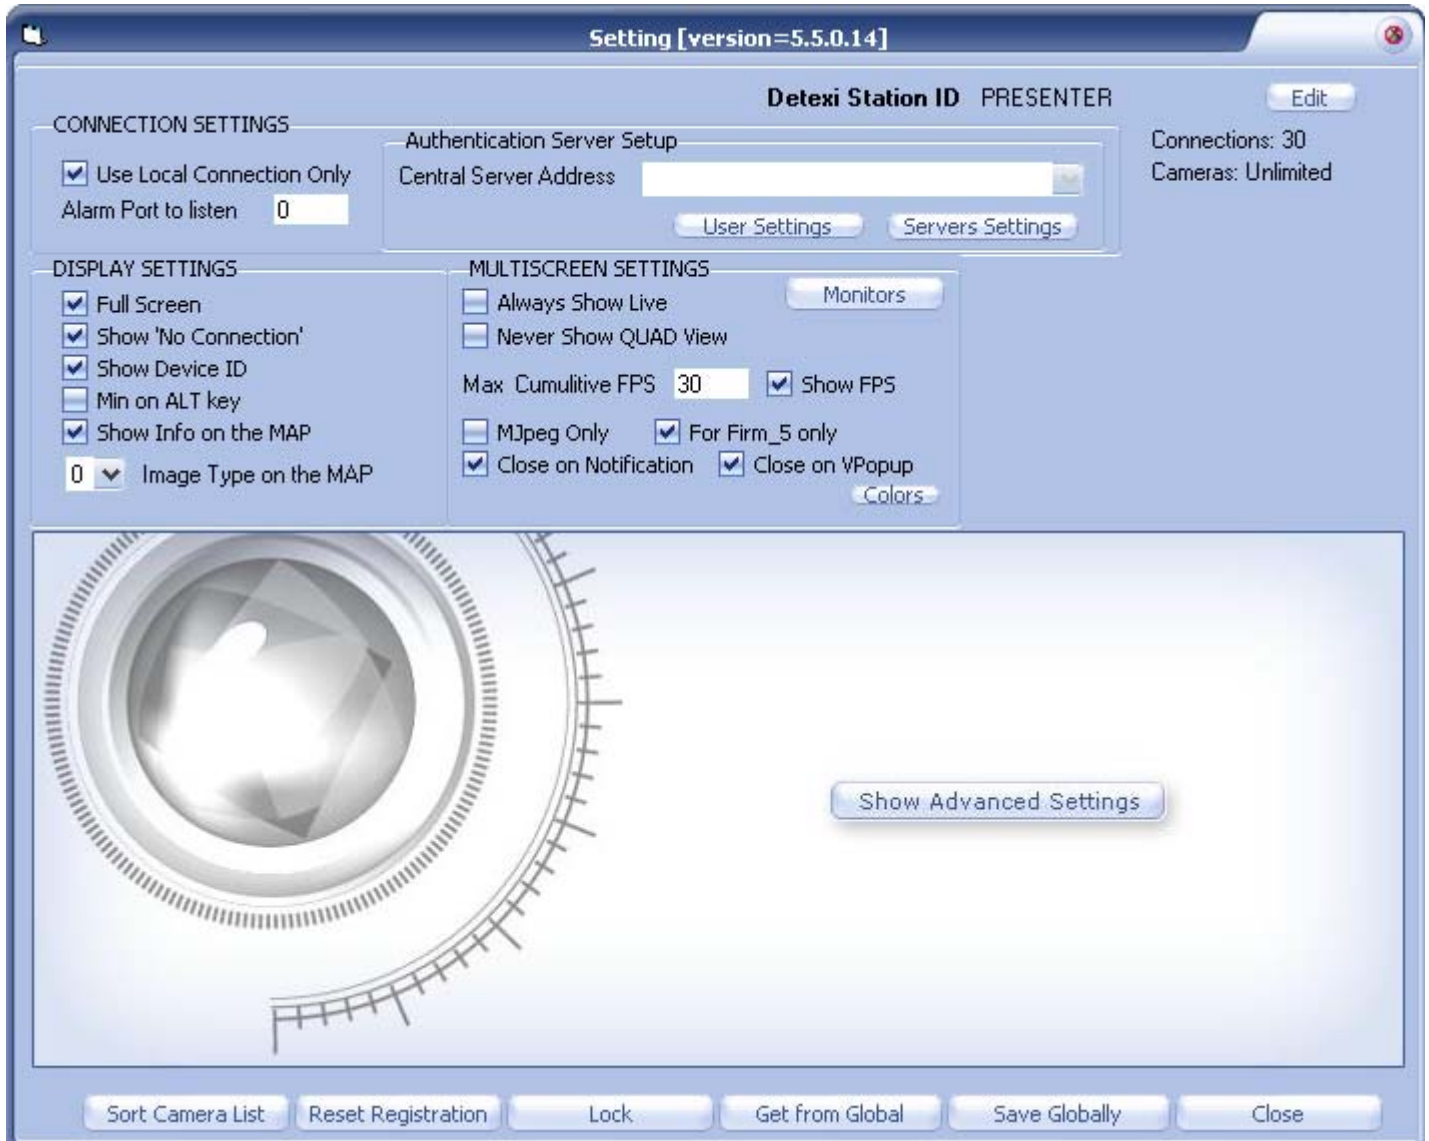 Setting [version=5.5.0.14]
Detexi Station ID PRESENTER Edit
CONNECTION SETTINGS
Use Local Connection Only
Alarm Port to listen 0
Authentication Server Setup
Central Server Address
User Settings Servers Settings
Connections: 30
Cameras: Unlimited
DISPLAY SETTINGS
Full Screen
Show 'No Connection'
Show Device ID
Min on ALT key
Show Info on the MAP
0 Image Type on the MAP
MULTISCREEN SETTINGS
Always Show Live Monitors
Never Show QUAD View
Max Cumulitive FPS 30 Show FPS
MJpeg Only For Firm_5 only
Close on Notification Close on VPopup
Colors
Show Advanced Settings
Sort Camera List Reset Registration Lock Get from Global Save Globally Close